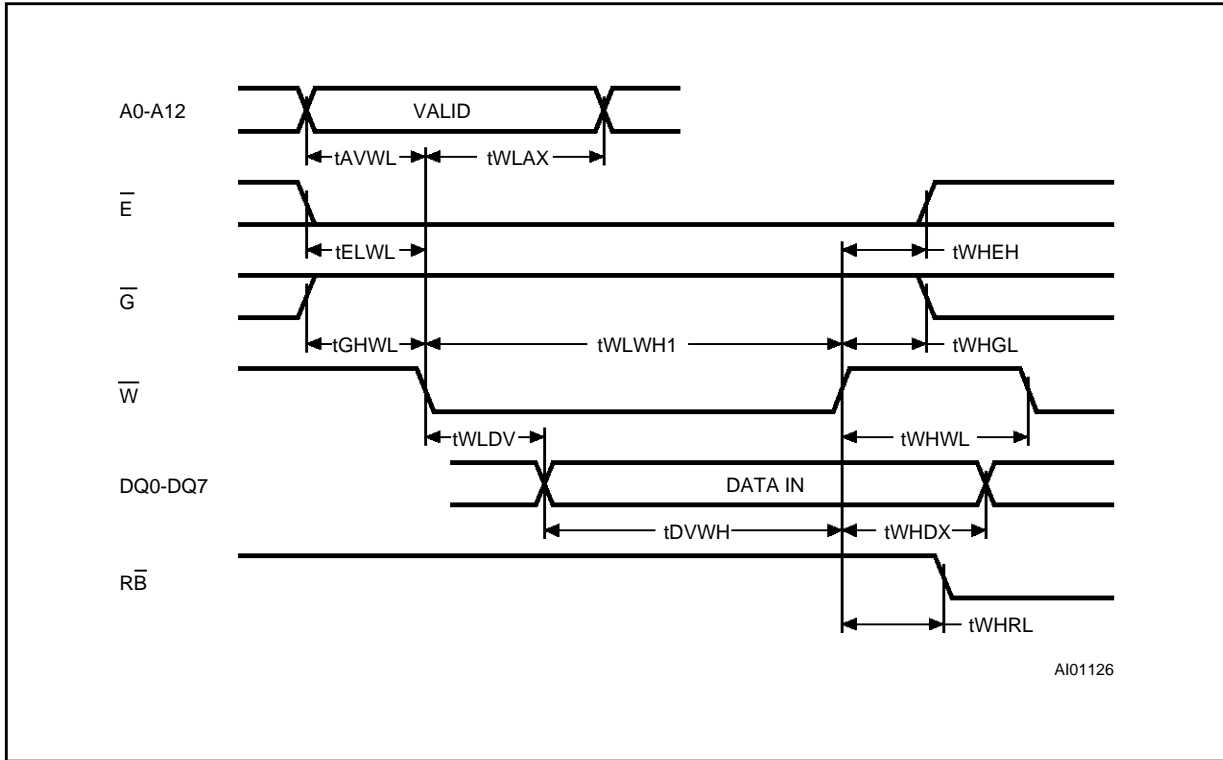 A0-A12 VALID
tAVWL tWLAX
E̅
tELWL tWHEH
G̅
tGHWL tWLWH1 tWHGL
W̅
tWLDV tWHWL
DQ0-DQ7 DATA IN
tDVWH tWHDX
RB̅
tWHRL
AI01126